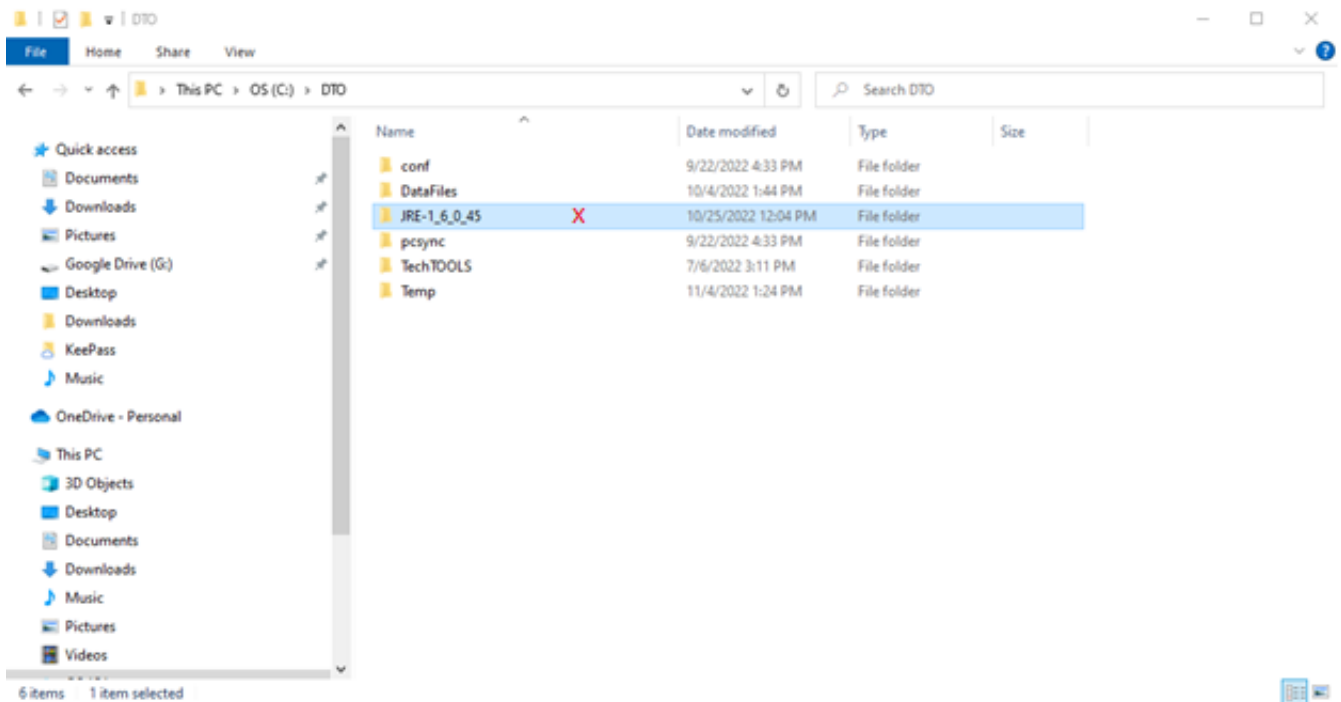 DTO
File Home Share View
This PC > OS (C:) > DTO
Search DTO
Name Date modified Type Size
Quick access
Documents
Downloads
Pictures
Google Drive (G:)
Desktop
Downloads
KeePass
Music
OneDrive - Personal
This PC
3D Objects
Desktop
Documents
Downloads
Music
Pictures
Videos
conf 9/22/2022 4:33 PM File folder
DataFiles 10/4/2022 1:44 PM File folder
JRE-1_6_0_45 X 10/25/2022 12:04 PM File folder
pcsync 9/22/2022 4:33 PM File folder
TechTOOLS 7/6/2022 3:11 PM File folder
Temp 11/4/2022 1:24 PM File folder
6 items 1 item selected